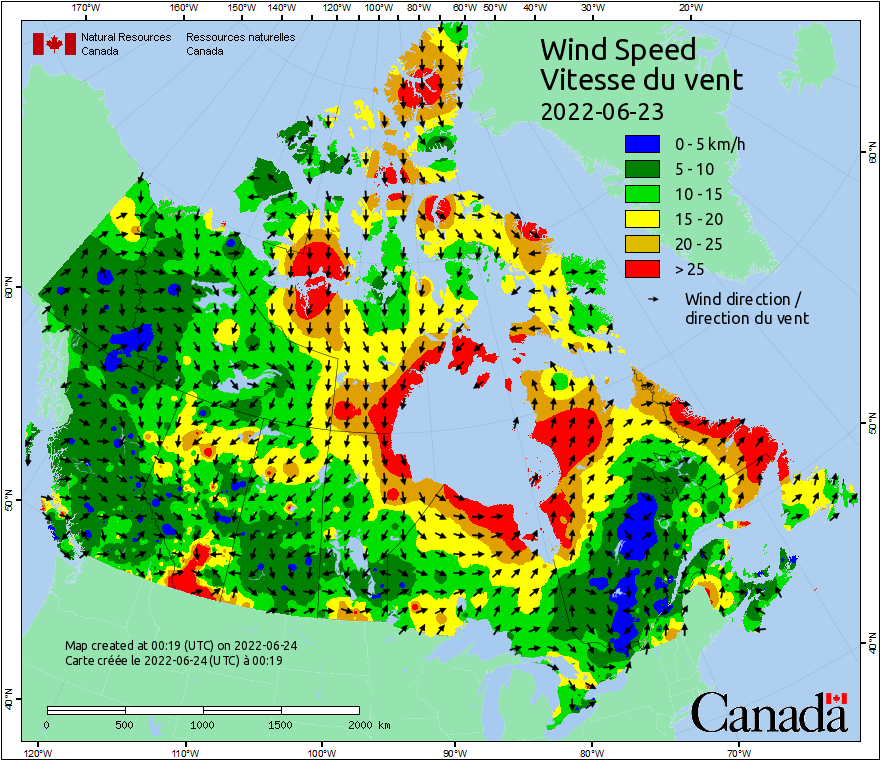 170°W 160°W 150°W 140°W 130°W 120°W 110°W 100°W 80°W 60°W 50°W 40°W 30°W 20°W
Natural Resources Canada
Ressources naturelles Canada
Wind Speed
Vitesse du vent
2022-06-23
0 - 5 km/h
5 - 10
10 - 15
15 - 20
20 - 25
> 25
Wind direction /
direction du vent
60°N
50°N
40°N
60°N
50°N
40°N
Map created at 00:19 (UTC) on 2022-06-24
Carte créée le 2022-06-24 (UTC) à 00:19
0 500 1000 1500 2000 km
Canada
120°W 110°W 100°W 90°W 80°W 70°W